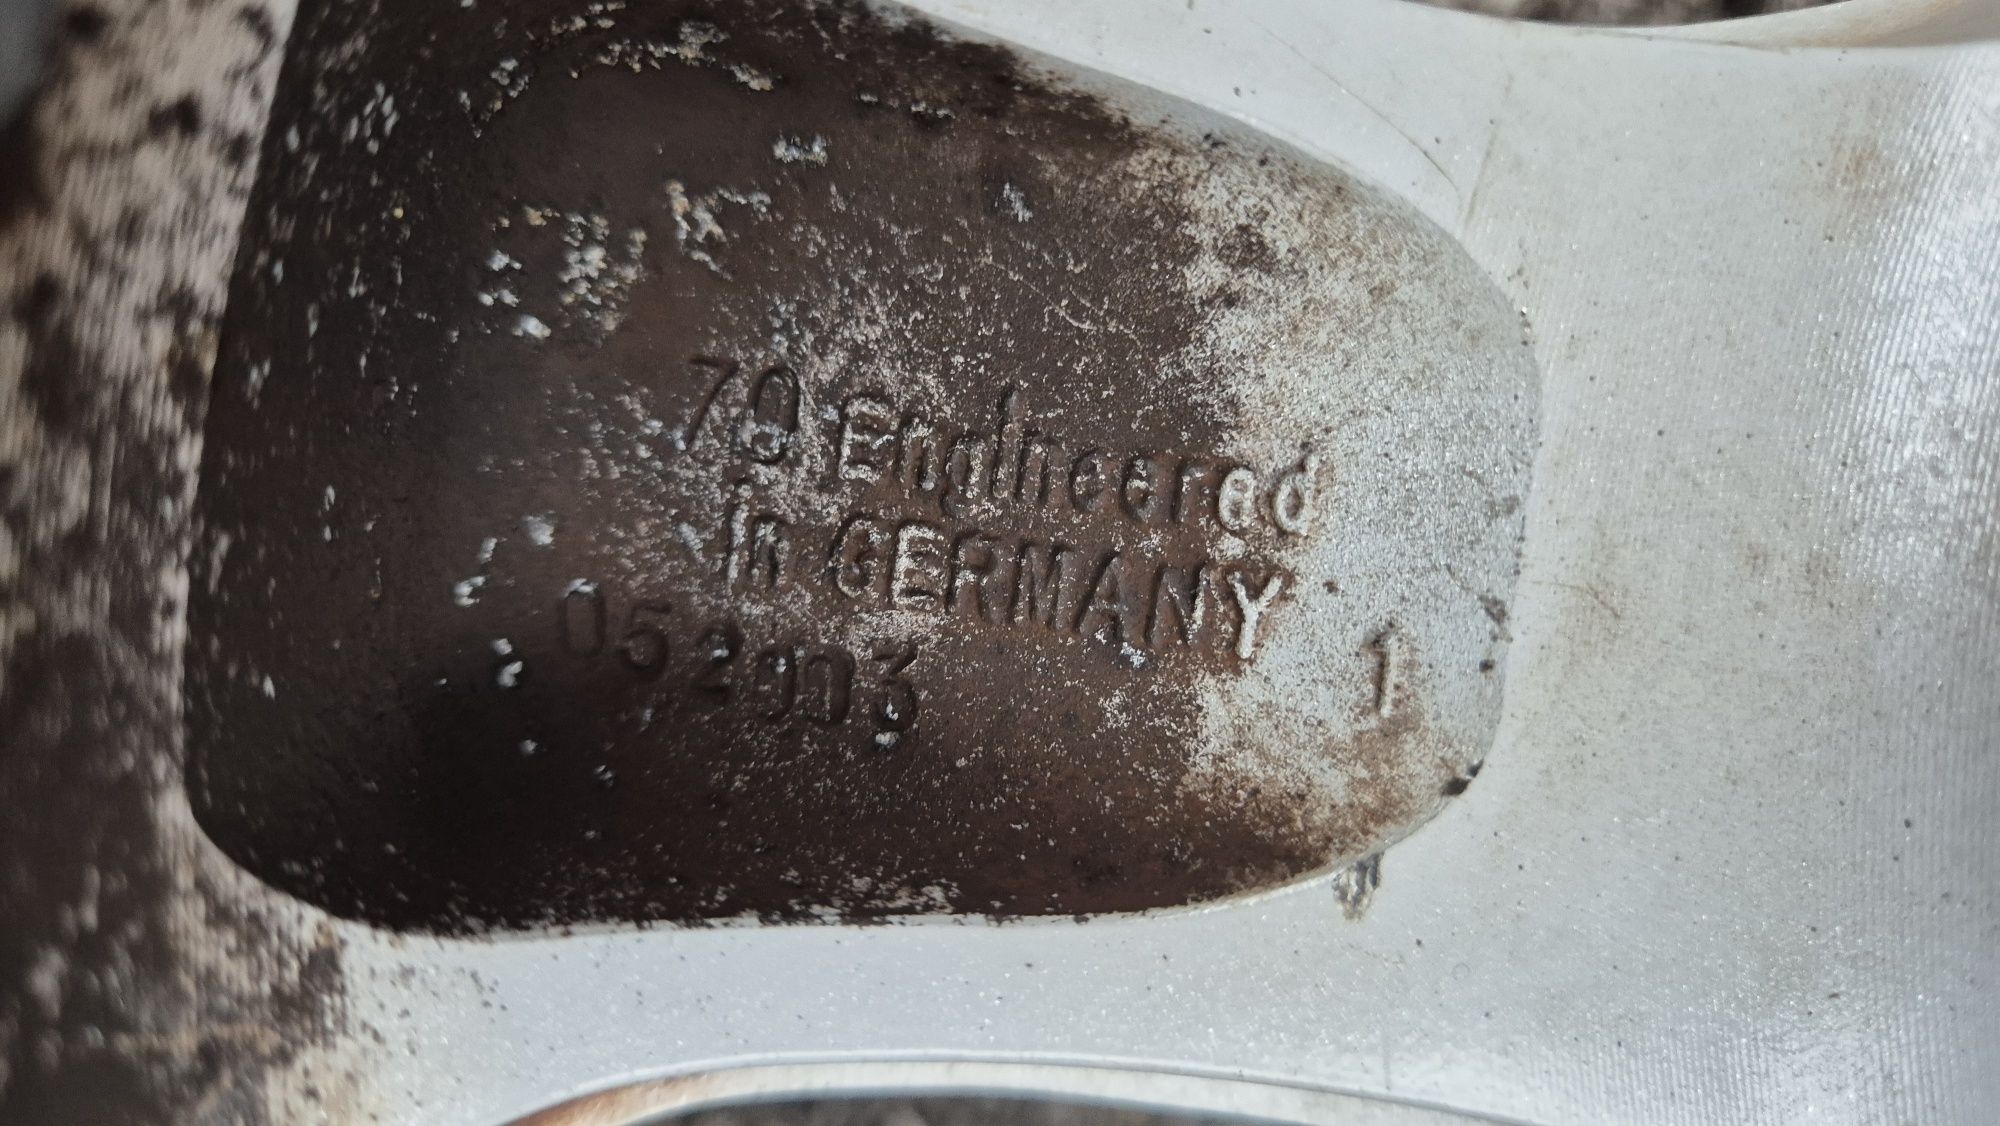 70 Engineered
in GERMANY
052003 1